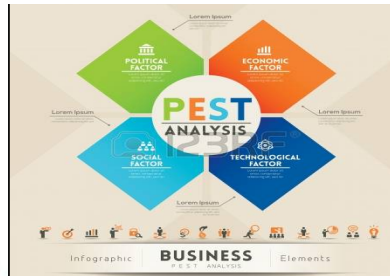 Lorem Ipsum
POLITICAL
FACTOR
ECONOMIC
FACTOR
Lorem Ipsum
PEST
ANALYSIS
Lorem Ipsum
123RF
SOCIAL
FACTOR
TECHNOLOGICAL
FACTOR
Lorem Ipsum
Infographic
BUSINESS
PEST ANALYSIS
Elements